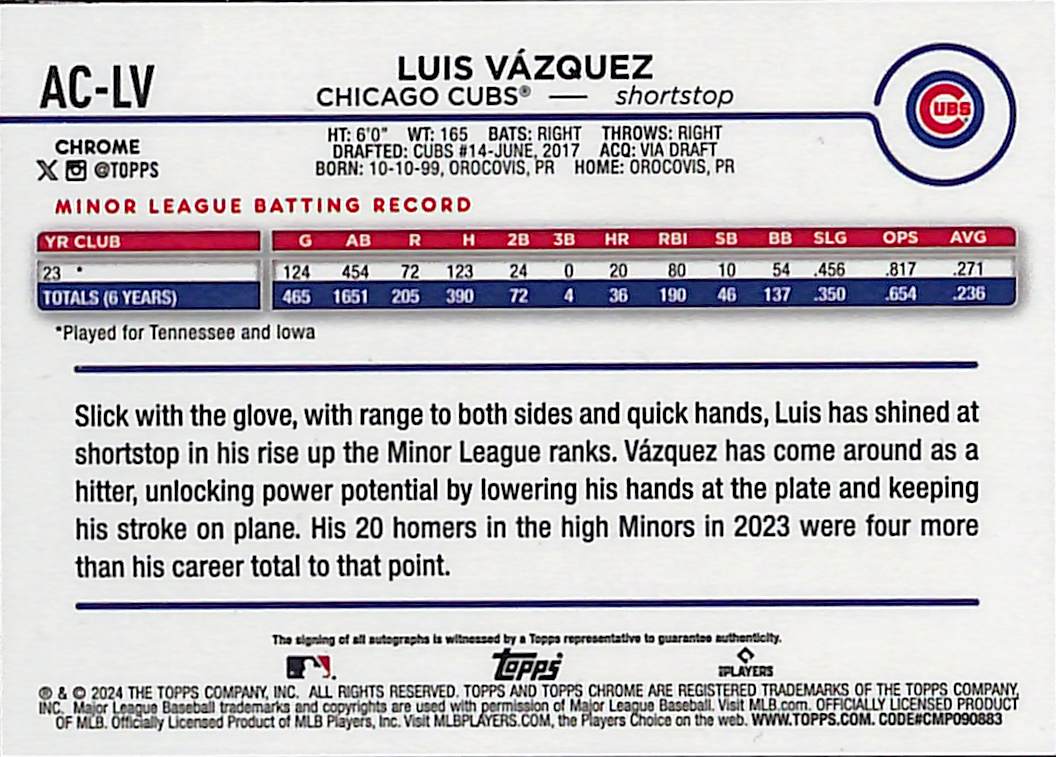 AC-LV
LUIS VÁZQUEZ
CHICAGO CUBS® — shortstop
CUBS
CHROME
X @TOPPS
HT: 6'0" WT: 165 BATS: RIGHT THROWS: RIGHT
DRAFTED: CUBS #14-JUNE, 2017 ACQ: VIA DRAFT
BORN: 10-10-99, OROCOVIS, PR HOME: OROCOVIS, PR
MINOR LEAGUE BATTING RECORD
YR CLUB G AB R H 2B 3B HR RBI SB BB SLG OPS AVG
23 * 124 454 72 123 24 0 20 80 10 54 .456 .817 .271
TOTALS (6 YEARS) 465 1651 205 390 72 4 36 190 46 137 .350 .654 .236
*Played for Tennessee and Iowa
Slick with the glove, with range to both sides and quick hands, Luis has shined at
shortstop in his rise up the Minor League ranks. Vázquez has come around as a
hitter, unlocking power potential by lowering his hands at the plate and keeping
his stroke on plane. His 20 homers in the high Minors in 2023 were four more
than his career total to that point.
The signing of all autographs is witnessed by a Topps representative to guarantee authenticity.
Topps
PLAYERS
® & © 2024 THE TOPPS COMPANY, INC. ALL RIGHTS RESERVED. TOPPS AND TOPPS CHROME ARE REGISTERED TRADEMARKS OF THE TOPPS COMPANY,
INC. Major League Baseball trademarks and copyrights are used with permission of Major League Baseball. Visit MLB.com. OFFICIALLY LICENSED PRODUCT
OF MLB. Officially Licensed Product of MLB Players, Inc. Visit MLBPLAYERS.COM, the Players Choice on the web. WWW.TOPPS.COM. CODE#CMP090883